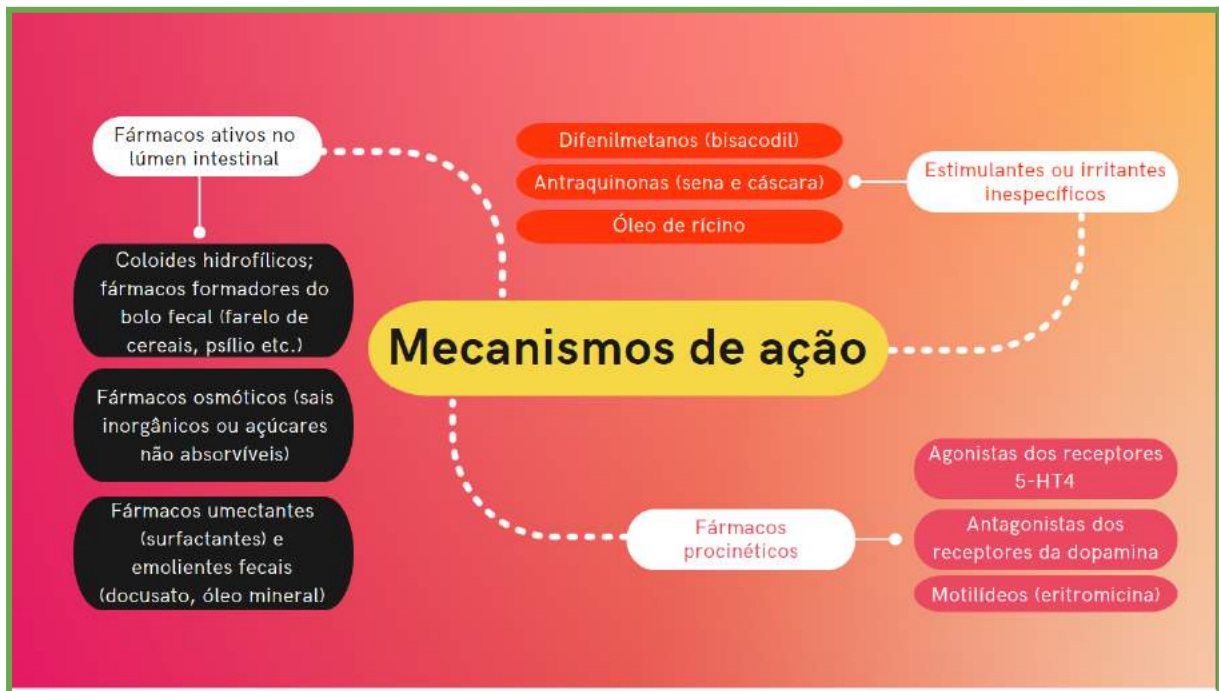 Fármacos ativos no
lúmen intestinal
Coloides hidrofílicos;
fármacos formadores do
bolo fecal (farelo de
cereais, psílio etc.)
Fármacos osmóticos (sais
inorgânicos ou açúcares
não absorvíveis)
Fármacos umectantes
(surfactantes) e
emolientes fecais
(docusato, óleo mineral)
Difenilmetanos (bisacodil)
Antraquinonas (sena e cáscara)
Óleo de rícino
Estimulantes ou irritantes
inespecíficos
Mecanismos de ação
Fármacos
procinéticos
Agonistas dos receptores
5-HT4
Antagonistas dos
receptores da dopamina
Motilídeos (eritromicina)